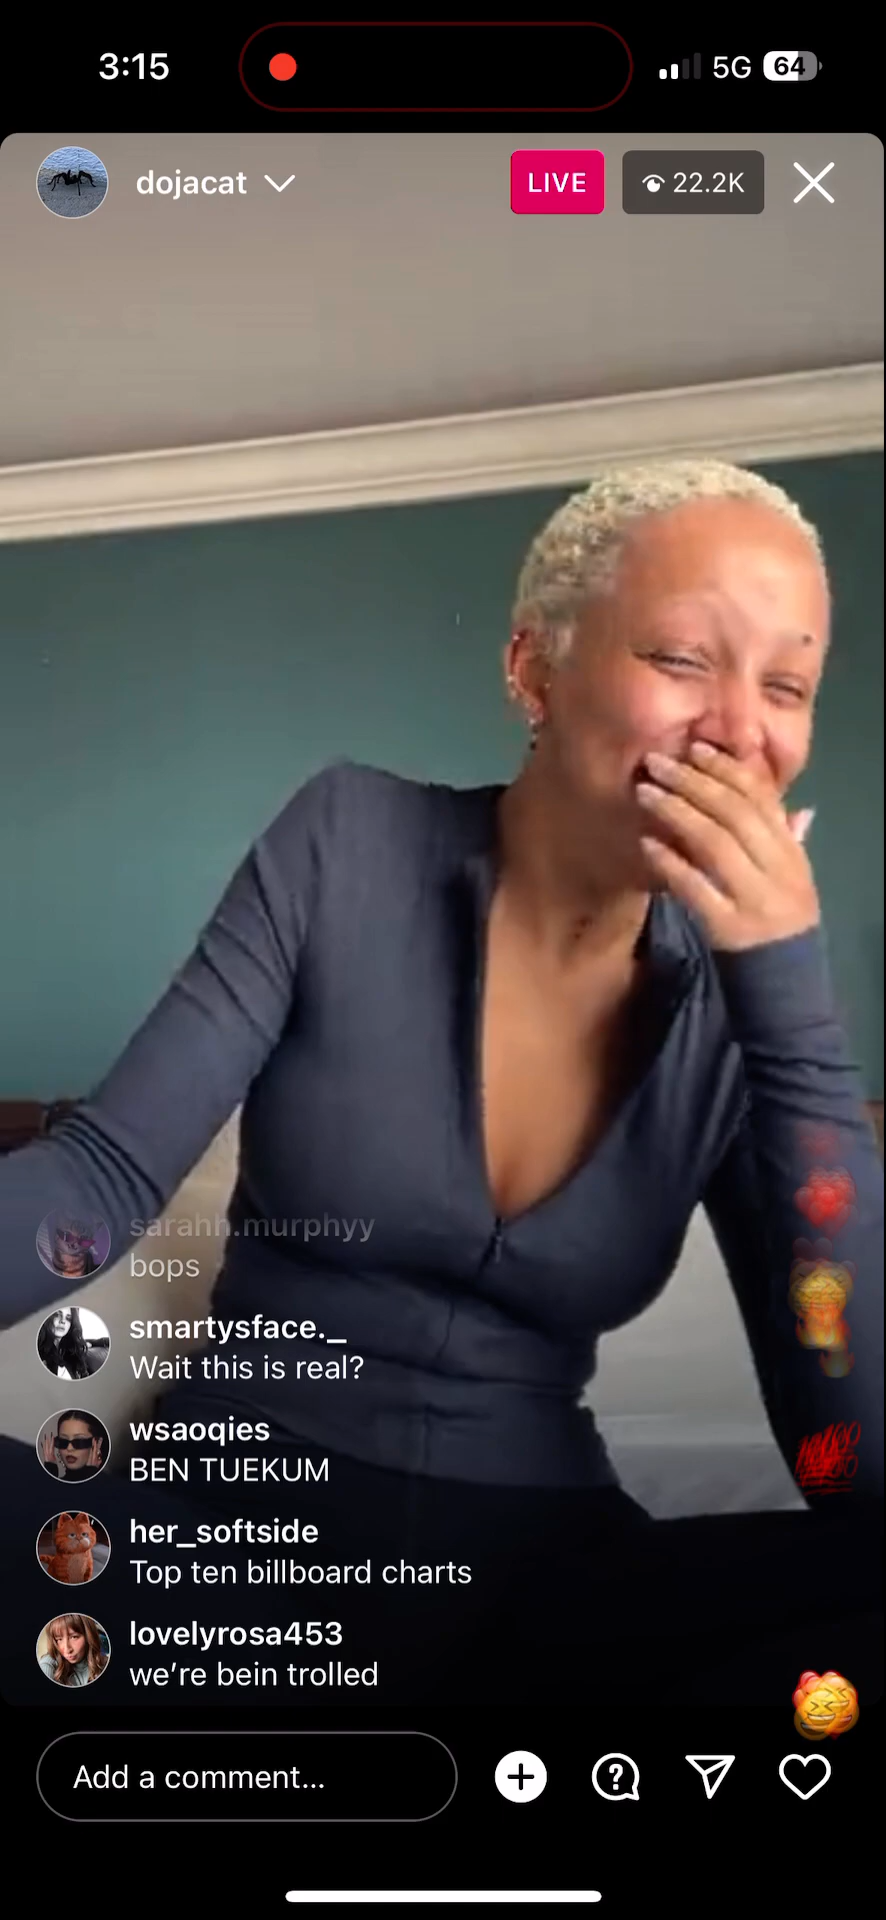 3:15
5G
64
dojacat
LIVE
22.2K
sarahh.murphyy
bops
smartysface._
Wait this is real?
wsaoqies
BEN TUEKUM
her_softside
Top ten billboard charts
lovelyrosa453
we’re bein trolled
Add a comment...